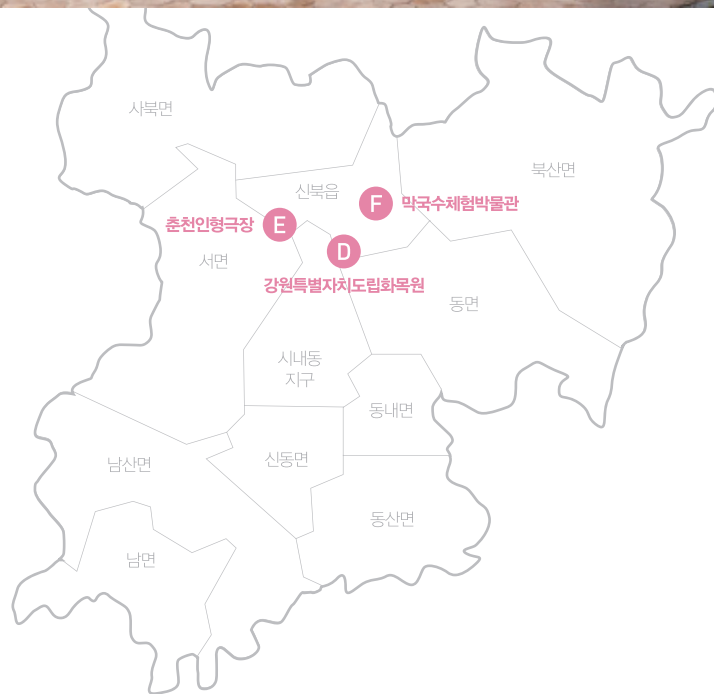 사북면
북산면
신북읍
F 막국수체험박물관
춘천인형극장 E
D
서면
강원특별자치도립화목원
동면
시내동
지구
동내면
신동면
남산면
동산면
남면